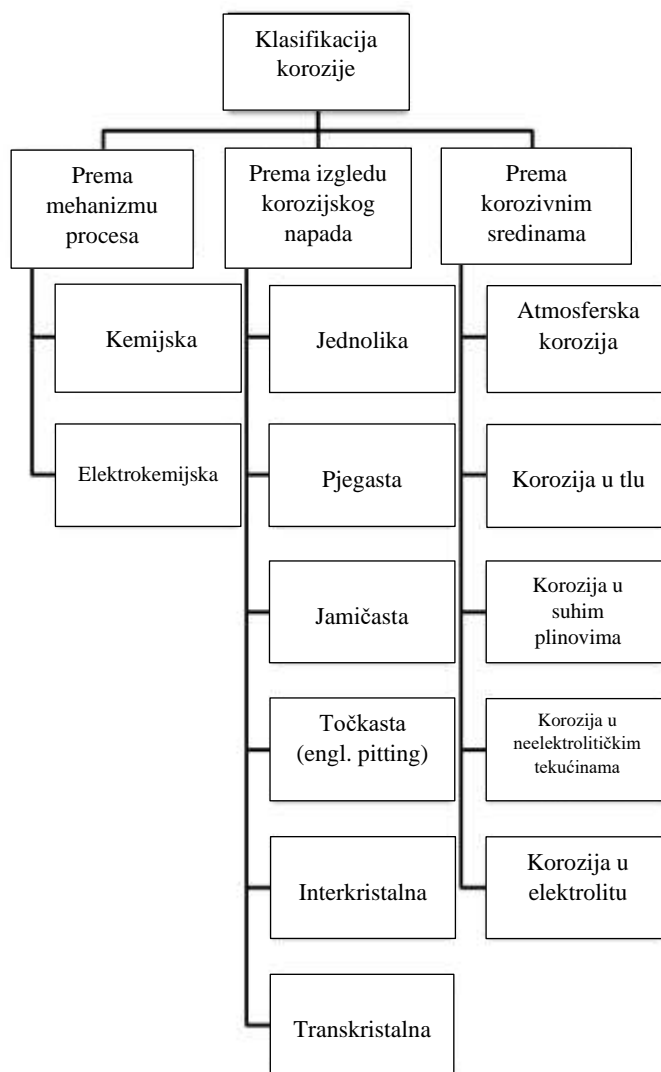 Klasifikacija
korozije
Prema
mehanizmu
procesa
Kemijska
Elektrokemijska
Prema izgledu
korozijskog
napada
Jednolika
Pjegasta
Jamičasta
Točkasta
(engl. pitting)
Interkristalna
Transkristalna
Prema
korozivnim
sredinama
Atmosferska
korozija
Korozija u tlu
Korozija u
suhim
plinovima
Korozija u
neelektrolitičkim
tekućinama
Korozija u
elektrolitu